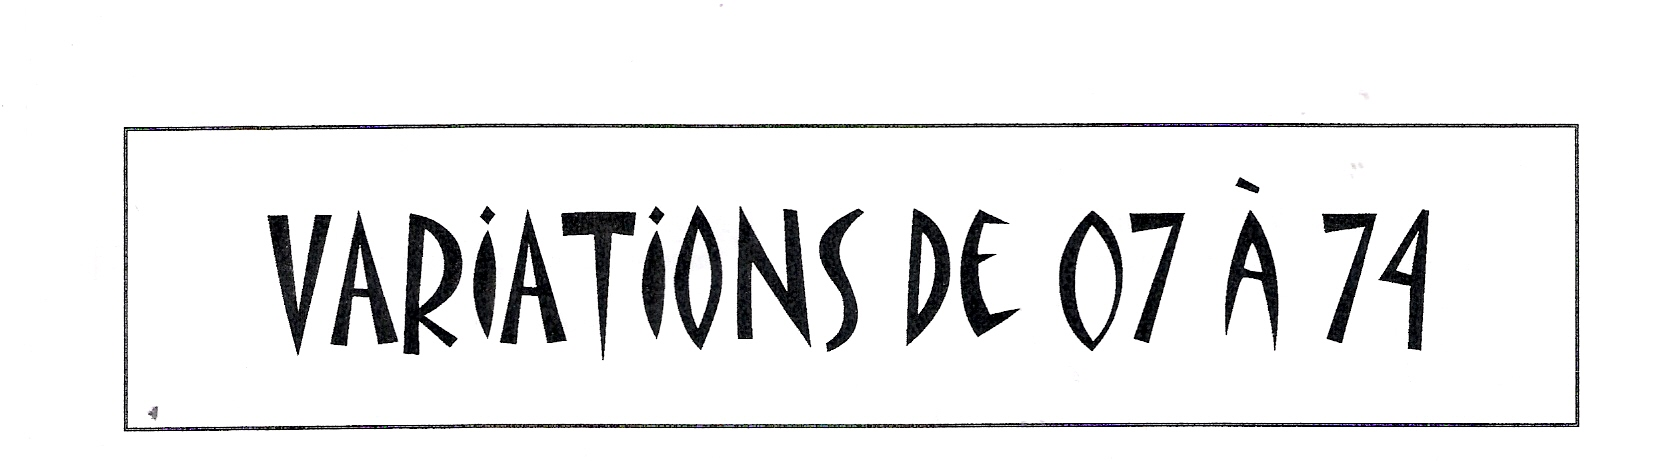 VARiATiONS DE 07 À 74